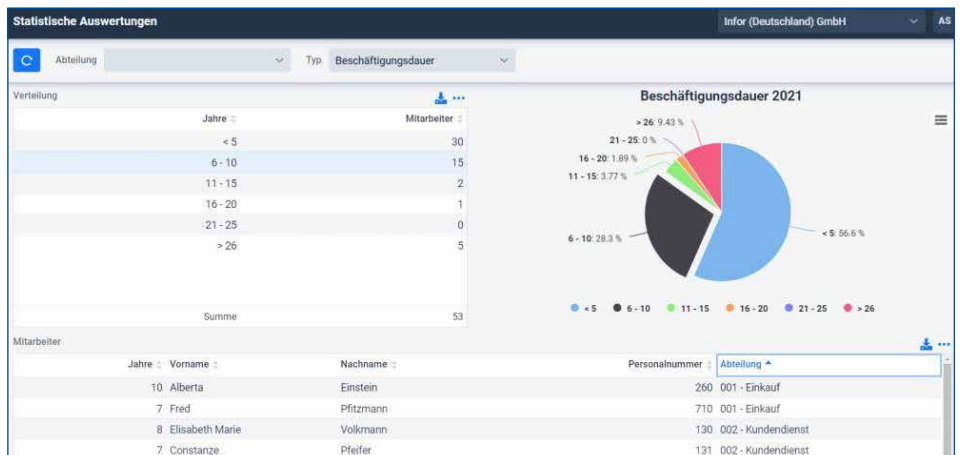 Statistische Auswertungen Infor (Deutschland) GmbH AS
Abteilung Typ Beschäftigungsdauer
Verteilung
Jahre Mitarbeiter
< 5 30
6 - 10 15
11 - 15 2
16 - 20 1
21 - 25 0
> 26 5
Summe 53
Beschäftigungsdauer 2021
> 26: 9.43 %
21 - 25: 0 %
16 - 20: 1.89 %
11 - 15: 3.77 %
6 - 10: 28.3 %
< 5: 56.6 %
< 5 6 - 10 11 - 15 16 - 20 21 - 25 > 26
Mitarbeiter
Jahre Vorname Nachname Personalnummer Abteilung
10 Alberta Einstein 260 001 - Einkauf
7 Fred Pfitzmann 710 001 - Einkauf
8 Elisabeth Marie Volkmann 130 002 - Kundendienst
7 Constanze Pfeifer 131 002 - Kundendienst